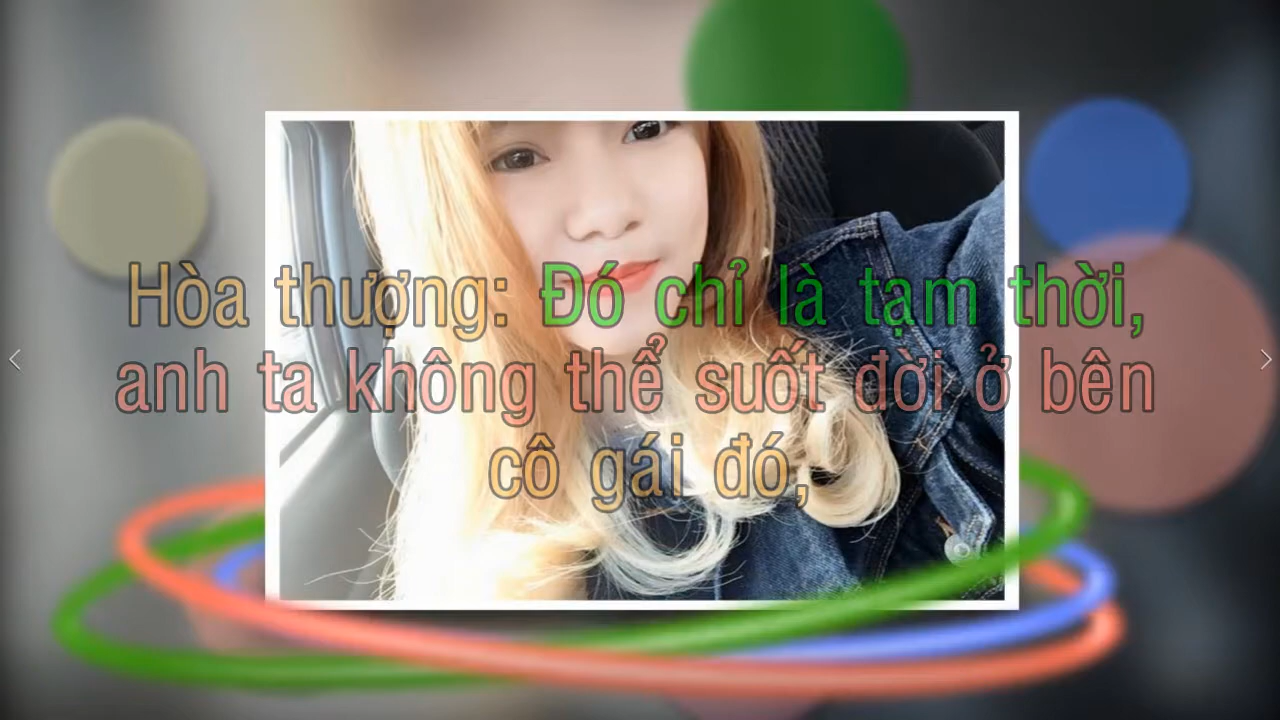 Hòa thượng: Đó chỉ là tạm thời,
anh ta không thể suốt đời ở bên
cô gái đó,